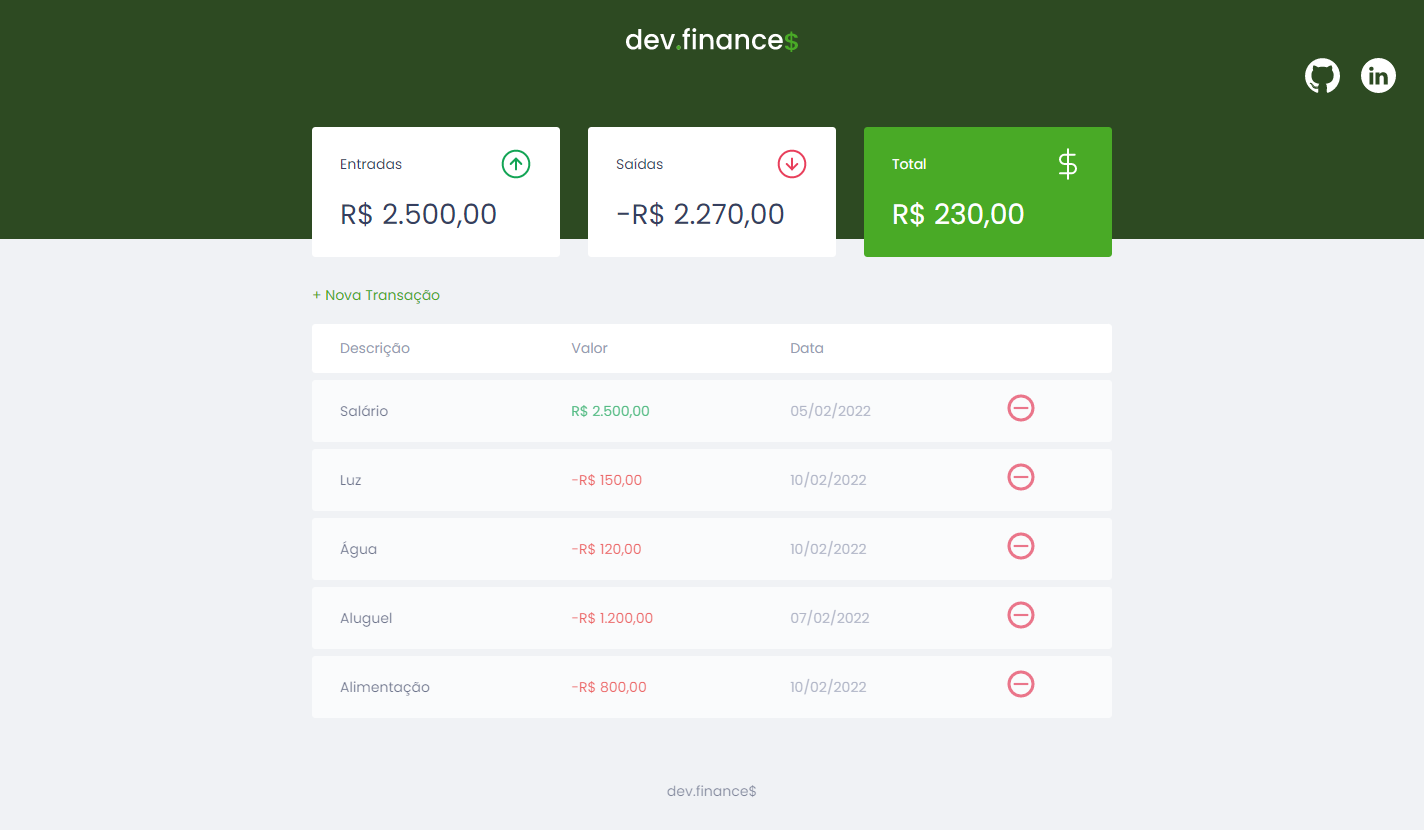 dev.finance$
Entradas
R$ 2.500,00
Saídas
-R$ 2.270,00
Total
R$ 230,00
+ Nova Transação
Descrição Valor Data
Salário R$ 2.500,00 05/02/2022
Luz -R$ 150,00 10/02/2022
Água -R$ 120,00 10/02/2022
Aluguel -R$ 1.200,00 07/02/2022
Alimentação -R$ 800,00 10/02/2022
dev.finance$